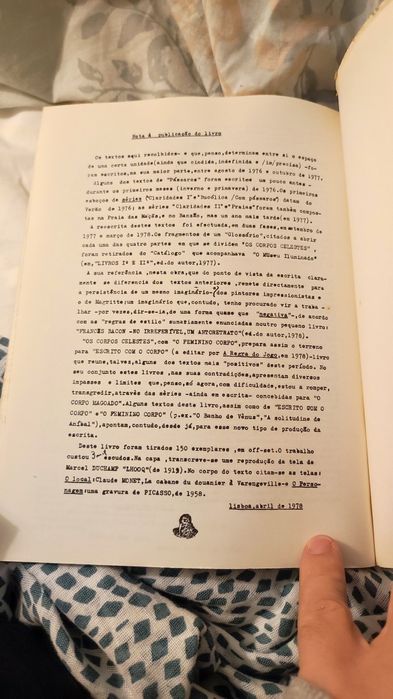 Nota à publicação do livro
Os textos aqui recolhidos- e que,penso,determinam entre si o espaço
de uma certa unidade(ainda que cindida,indefinida e /im/precisa) -fo-
ram escritos,na sua maior parte,entre agosto de 1976 e outubro de 1977.
Alguns dos textos de "Pássaros" foram escritos um pouco antes -
durante os primeiros meses (inverno e primavera) de 1976.Os primeiros
esboços de séries "Claridades I" e "Bucólica /Com pássaros" datam do
Verão de 1976; as séries "Claridades II" e "Praias" foram também compos-
tas na Praia das Maçãs,e no Banzão, mas um ano mais tarde(em 1977).
A reescrita destes textos foi efectuada,em duas fases,em setembro de
1977 e março de 1978.Os fragmentos de um "Glossário",citados a abrir
cada uma das quatro partes em que se dividem "OS CORPOS CELESTES" ,
foram retirados do "Catálogo" que acompanhava "O Museu Iluminado"
(em,"LIVROS I* E II*",ed.do autor,1977).
A sua referência ,nesta obra,que do ponto de vista da escrita clara-
mente se diferencia dos textos anteriores ,remete directamente para
a persistência de um mesmo imaginário-o dos pintores impressionistas e
o de Magritte;um imaginário que,contudo, tenho procurado vir a traba -
lhar -por vezes,dir-se-ia,de uma forma quase que "negativa"-,de acordo
com as "regras de estilo" sumariamente enunciadas noutro pequeno livro:
"FRANCIS BACON -NO IRREFERÍVEL,UM ANTORETRATO"(ed.do autor,1978).
"OS CORPOS CELESTES",com "O FEMININO CORPO",prepara assim o terreno
para "ESCRITO COM O CORPO" (a editar por A Regra do Jogo,em 1978)-livro
que reune,talvez,alguns dos textos mais "positivos" deste período. No
seu conjunto estes livros ,nas suas contradições,apresentam diversos
impasses e limites que,penso,só agora,com dificuldade,estou a romper,
transgredir,através das séries -ainda em escrita- concebidas para "O
CORPO MAGOADO".Alguns textos deste livro,assim como de "ESCRITO COM O
CORPO" e "O FEMININO CORPO" (p.ex."O Banho de Vénus","A solitudine de
Anibal"),apontam,contudo,desde já,para esse novo tipo de produção da
escrita.
Deste livro foram tirados 150 exemplares ,em off-set.O trabalho
custou escudos.Na capa ,transcreve-se uma reprodução da tela de
Marcel DUCHAMP "LHOOQ"(de 1919).No corpo do texto citam-se as telas:
O local:Claude MONET,La cabane du douanier à Varengeville-e O Perso-
nagem:uma gravura de PICASSO,de 1958.
lisboa,abril de 1978